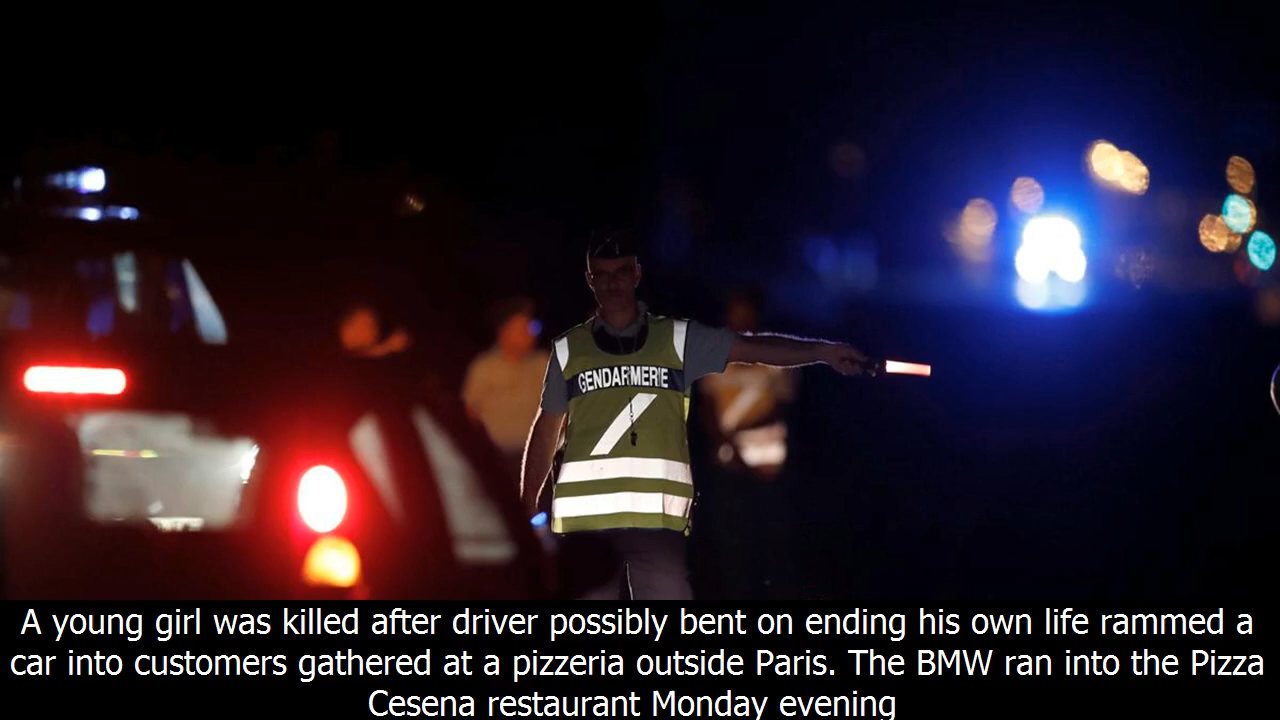 GENDARMERIE
A young girl was killed after driver possibly bent on ending his own life rammed a
car into customers gathered at a pizzeria outside Paris. The BMW ran into the Pizza
Cesena restaurant Monday evening